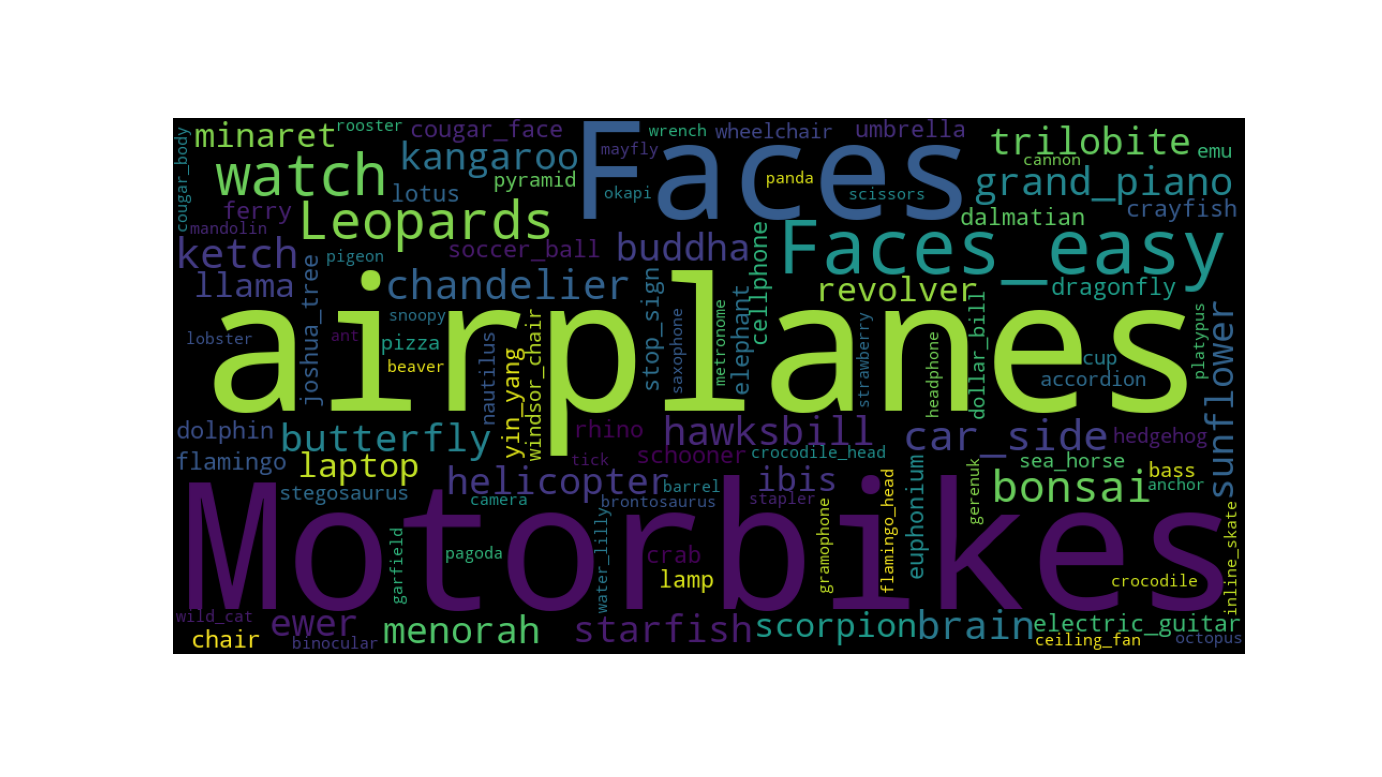 cougar_body
minaret
rooster
cougar_face
wrench
wheelchair
umbrella
trilobite
emu
watch
kangaroo
Faces
mayfly
panda
cannon
lotus
pyramid
okapi
scissors
grand_piano
ferry
mandolin
Leopards
dalmatian
crayfish
ketch
pigeon
soccer_ball
buddha
cellphone
Faces_easy
llama
joshua_tree
chandelier
stop_sign
elephant
revolver
dragonfly
airplanes
snoopy
lobster
ant
pizza
beaver
nautilus
yin_yang
windsor_chair
saxophone
metronome
strawberry
headphone
dollar_bill
cup
accordion
platypus
sunflower
dolphin
butterfly
rhino
hawksbill
car_side
hedgehog
flamingo
laptop
tick
schooner
crocodile_head
sea_horse
bass
stegosaurus
helicopter
camera
barrel
brontosaurus
ibis
stapler
euphonium
gerenuk
bonsai
anchor
Motorbikes
garfield
pagoda
water_lilly
crab
lamp
gramophone
flamingo_head
crocodile
inline_skate
wild_cat
chair
ewer
binocular
menorah
starfish
scorpion
brain
electric_guitar
ceiling_fan
octopus